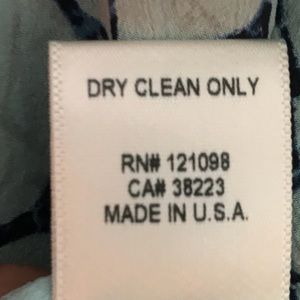 DRY CLEAN ONLY
RN# 121098
CA# 38223
MADE IN U.S.A.